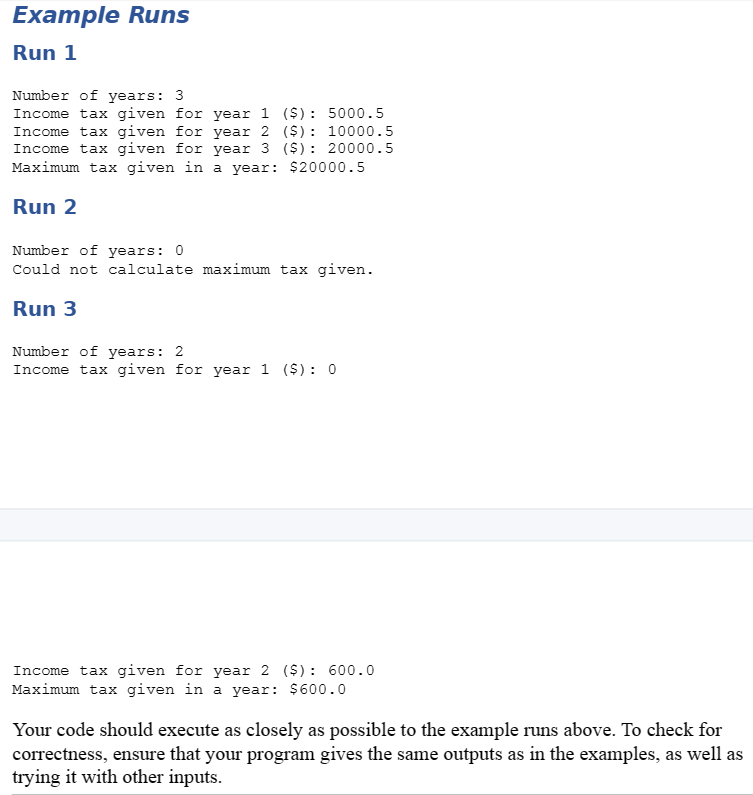 Example Runs
Run 1
Number of years: 3
Income tax given for year 1 ($): 5000.5
Income tax given for year 2 ($): 10000.5
Income tax given for year 3 ($): 20000.5
Maximum tax given in a year: $20000.5
Run 2
Number of years: 0
Could not calculate maximum tax given.
Run 3
Number of years: 2
Income tax given for year 1 ($): 0
Income tax given for year 2 ($): 600.0
Maximum tax given in a year: $600.0
Your code should execute as closely as possible to the example runs above. To check for
correctness, ensure that your program gives the same outputs as in the examples, as well as
trying it with other inputs.